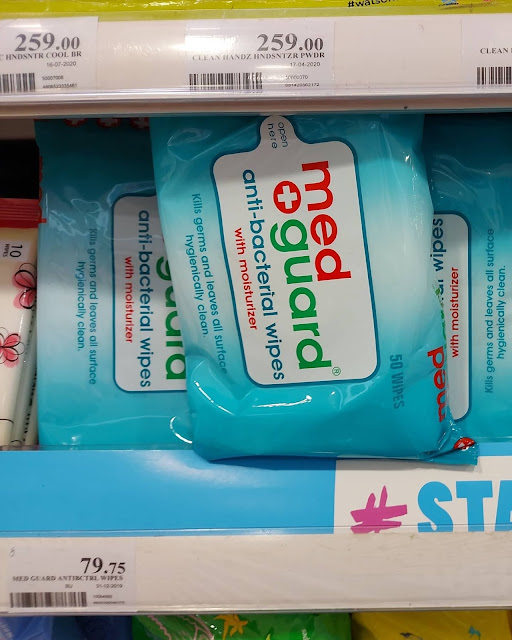 #watson
259.00
C HNDSNTR COOL BR
16-07-2020
259.00
CLEAN HANDZ HNDSNTZR PWDR
17-04-2020
CLEAN
open
here
med
guard®
anti-bacterial wipes
with moisturizer
Kills germs and leaves all surface
hygienically clean.
50 WIPES
guard
anti-bacterial wipes
with moisturizer
Kills germs and leaves all surface
hygienically clean.
med
wipes
with moisturizer
Kills germs and leaves all surface
hygienically clean.
10
WIPES
#STA
79.75
MED GUARD ANTIBCTRL WIPES
31-12-2019